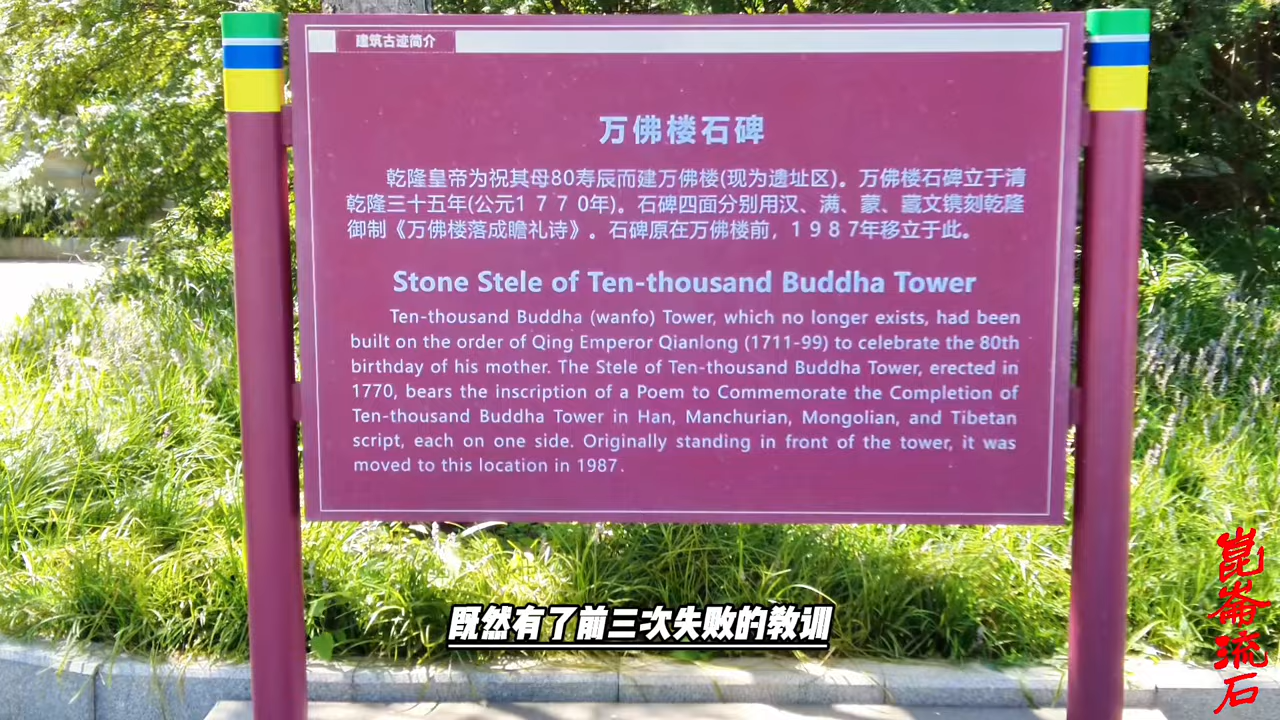 建筑古迹简介
万佛楼石碑
乾隆皇帝为祝其母80寿辰而建万佛楼(现为遗址区)。万佛楼石碑立于清
乾隆三十五年(公元1770年)。石碑四面分别用汉、满、蒙、藏文镌刻乾隆
御制《万佛楼落成瞻礼诗》。石碑原在万佛楼前，1987年移立于此。
Stone Stele of Ten-thousand Buddha Tower
Ten-thousand Buddha (wanfo) Tower, which no longer exists, had been
built on the order of Qing Emperor Qianlong (1711-99) to celebrate the 80th
birthday of his mother. The Stele of Ten-thousand Buddha Tower, erected in
1770, bears the inscription of a Poem to Commemorate the Completion of
Ten-thousand Buddha Tower in Han, Manchurian, Mongolian, and Tibetan
script, each on one side. Originally standing in front of the tower, it was
moved to this location in 1987.
既然有了前三次失败的教训
崑崙流石